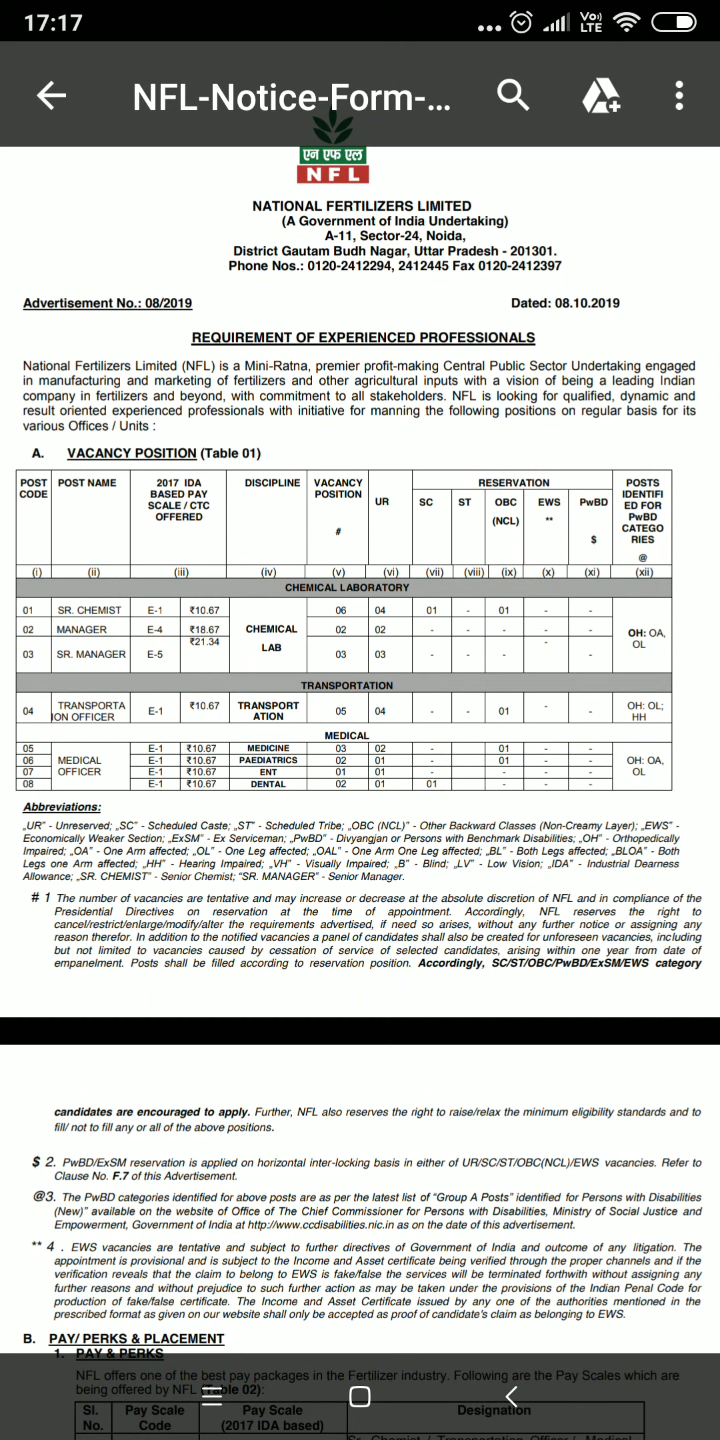 17:17
Vo)) LTE
NFL-Notice-Form-...
एन एफ एल
NFL
NATIONAL FERTILIZERS LIMITED
(A Government of India Undertaking)
A-11, Sector-24, Noida,
District Gautam Budh Nagar, Uttar Pradesh - 201301.
Phone Nos.: 0120-2412294, 2412445 Fax 0120-2412397
Advertisement No.: 08/2019 Dated: 08.10.2019
REQUIREMENT OF EXPERIENCED PROFESSIONALS
National Fertilizers Limited (NFL) is a Mini-Ratna, premier profit-making Central Public Sector Undertaking engaged
in manufacturing and marketing of fertilizers and other agricultural inputs with a vision of being a leading Indian
company in fertilizers and beyond, with commitment to all stakeholders. NFL is looking for qualified, dynamic and
result oriented experienced professionals with initiative for manning the following positions on regular basis for its
various Offices / Units :
A. VACANCY POSITION (Table 01)
POST CODE POST NAME 2017 IDA BASED PAY SCALE / CTC OFFERED DISCIPLINE VACANCY POSITION # UR RESERVATION SC ST OBC (NCL) EWS ** PwBD $ POSTS IDENTIFI ED FOR PwBD CATEGO RIES @
(i) (ii) (iii) (iv) (v) (vi) (vii) (viii) (ix) (x) (xi) (xii)
CHEMICAL LABORATORY
01 SR. CHEMIST E-1 ₹10.67 CHEMICAL LAB 06 04 01 - 01 - - OH: OA, OL
02 MANAGER E-4 ₹18.67 02 02 - - - - -
03 SR. MANAGER E-5 ₹21.34 03 03 - - - - -
TRANSPORTATION
04 TRANSPORTA ION OFFICER E-1 ₹10.67 TRANSPORT ATION 05 04 - - 01 - - OH: OL; HH
MEDICAL
05 MEDICAL OFFICER E-1 ₹10.67 MEDICINE 03 02 - 01 - - OH: OA, OL
06 E-1 ₹10.67 PAEDIATRICS 02 01 - 01 - -
07 E-1 ₹10.67 ENT 01 01 - - - -
08 E-1 ₹10.67 DENTAL 02 01 01 - - -
Abbreviations:
„UR" - Unreserved; „SC" - Scheduled Caste; „ST" - Scheduled Tribe; „OBC (NCL)" - Other Backward Classes (Non-Creamy Layer); „EWS" -
Economically Weaker Section; „ExSM" - Ex Serviceman; „PwBD" - Divyangjan or Persons with Benchmark Disabilities; „OH" - Orthopedically
Impaired; „OA" - One Arm affected; „OL" - One Leg affected; „OAL" - One Arm One Leg affected; „BL" - Both Legs affected; „BLOA" - Both
Legs one Arm affected; „HH" - Hearing Impaired; „VH" - Visually Impaired; „B" - Blind; „LV" - Low Vision; „IDA" - Industrial Dearness
Allowance; „SR. CHEMIST" - Senior Chemist; "SR. MANAGER" - Senior Manager.
# 1 The number of vacancies are tentative and may increase or decrease at the absolute discretion of NFL and in compliance of the
Presidential Directives on reservation at the time of appointment. Accordingly, NFL reserves the right to
cancel/restrict/enlarge/modify/alter the requirements advertised, if need so arises, without any further notice or assigning any
reason therefor. In addition to the notified vacancies a panel of candidates shall also be created for unforeseen vacancies, including
but not limited to vacancies caused by cessation of service of selected candidates, arising within one year from date of
empanelment. Posts shall be filled according to reservation position. Accordingly, SC/ST/OBC/PwBD/ExSM/EWS category
candidates are encouraged to apply. Further, NFL also reserves the right to raise/relax the minimum eligibility standards and to
fill/ not to fill any or all of the above positions.
$ 2. PwBD/ExSM reservation is applied on horizontal inter-locking basis in either of UR/SC/ST/OBC(NCL)/EWS vacancies. Refer to
Clause No. F.7 of this Advertisement.
@3. The PwBD categories identified for above posts are as per the latest list of "Group A Posts" identified for Persons with Disabilities
(New)" available on the website of Office of The Chief Commissioner for Persons with Disabilities, Ministry of Social Justice and
Empowerment, Government of India at http://www.ccdisabilities.nic.in as on the date of this advertisement.
** 4 . EWS vacancies are tentative and subject to further directives of Government of India and outcome of any litigation. The
appointment is provisional and is subject to the Income and Asset certificate being verified through the proper channels and if the
verification reveals that the claim to belong to EWS is fake/false the services will be terminated forthwith without assigning any
further reasons and without prejudice to such further action as may be taken under the provisions of the Indian Penal Code for
production of fake/false certificate. The Income and Asset Certificate issued by any one of the authorities mentioned in the
prescribed format as given on our website shall only be accepted as proof of candidate's claim as belonging to EWS.
B. PAY/ PERKS & PLACEMENT
1. PAY & PERKS
NFL offers one of the best pay packages in the Fertilizer industry. Following are the Pay Scales which are
being offered by NFL (Table 02):
Sl. No. Pay Scale Code Pay Scale (2017 IDA based) Designation
Sr. Chemist / Transportation Officer / Medical